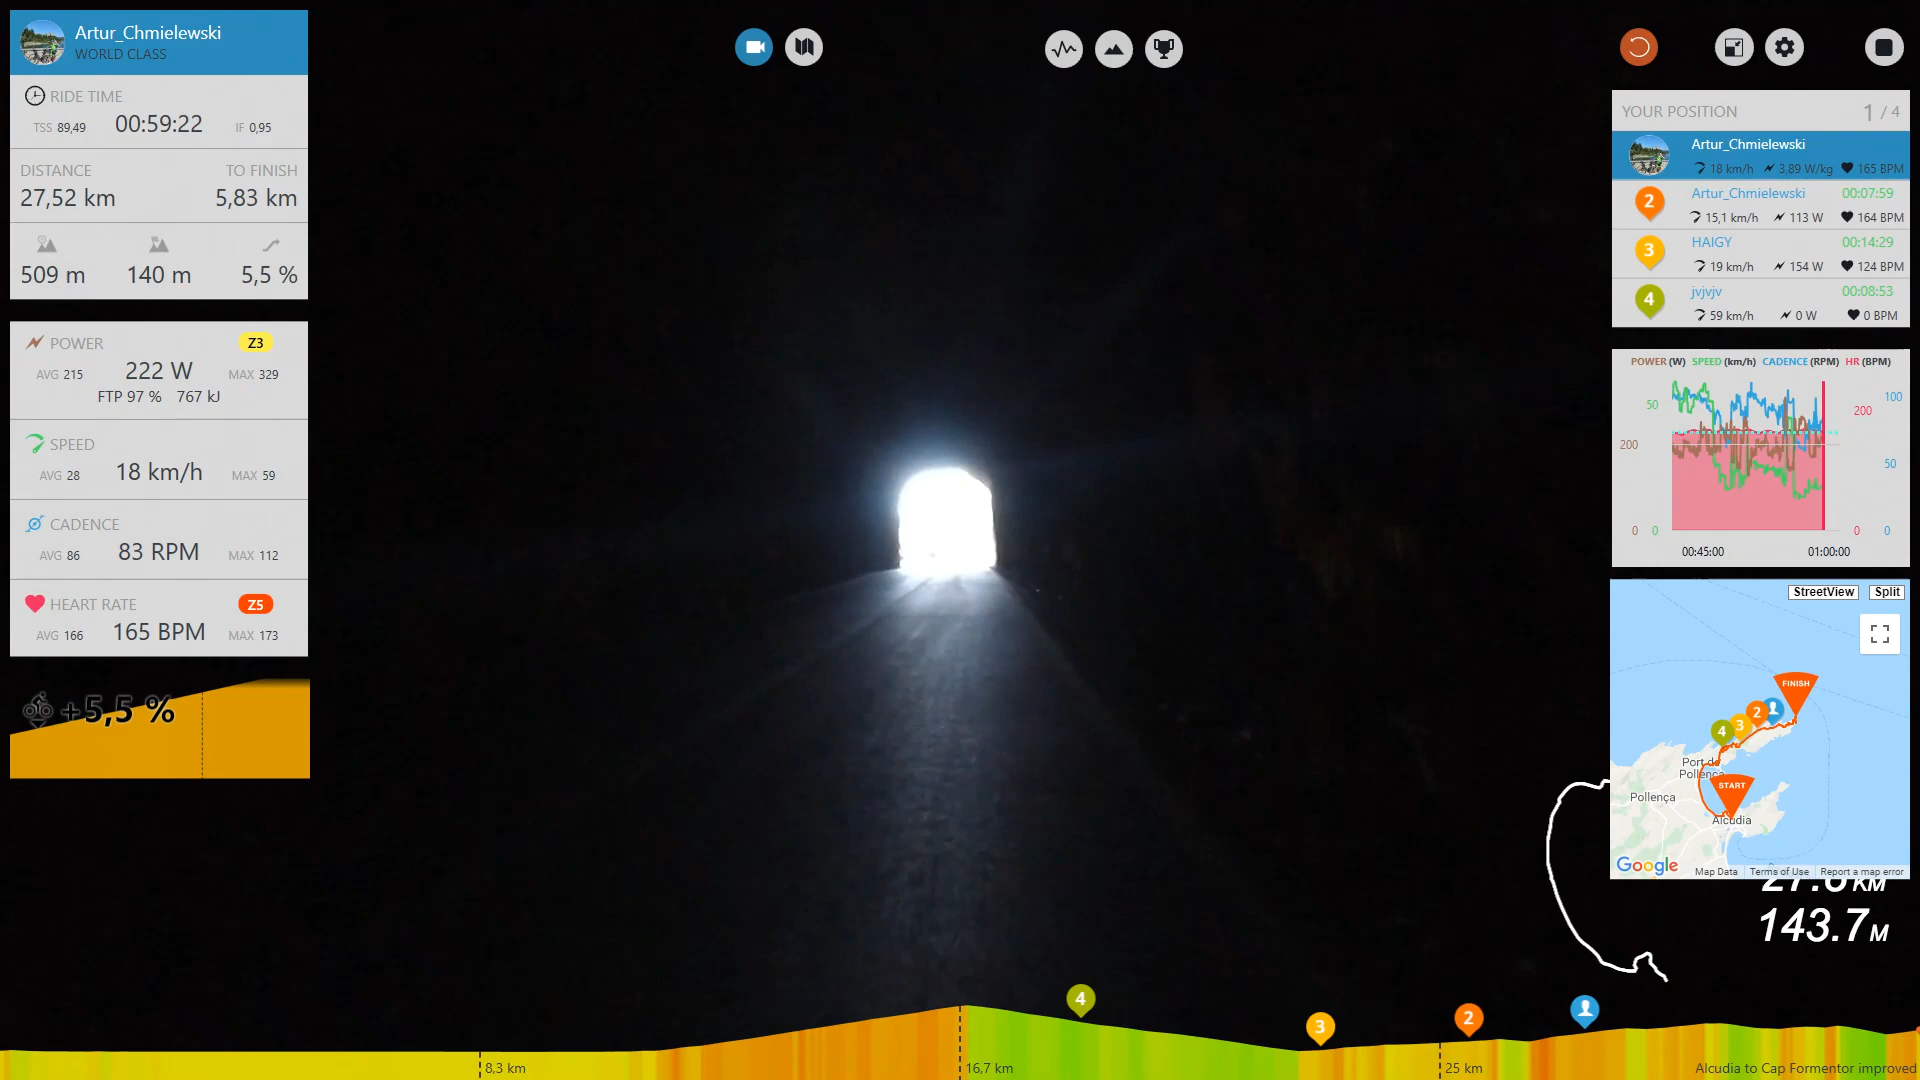 Artur_Chmielewski
WORLD CLASS
RIDE TIME
TSS 89,49 00:59:22 IF 0,95
DISTANCE TO FINISH
27,52 km 5,83 km
509 m 140 m 5,5 %
POWER Z3
AVG 215 222 W MAX 329
FTP 97 % 767 kJ
SPEED
AVG 28 18 km/h MAX 59
CADENCE
AVG 86 83 RPM MAX 112
HEART RATE Z5
AVG 166 165 BPM MAX 173
+5,5 %
YOUR POSITION 1 / 4
Artur_Chmielewski
18 km/h 3,89 W/kg 165 BPM
2 Artur_Chmielewski 00:07:59
15,1 km/h 113 W 164 BPM
3 HAIGY 00:14:29
19 km/h 154 W 124 BPM
4 jvjvjv 00:08:53
59 km/h 0 W 0 BPM
POWER (W) SPEED (km/h) CADENCE (RPM) HR (BPM)
50 200 100
200 50
0 0 0 0
00:45:00 01:00:00
StreetView Split
FINISH
4 3 2
Port de
Pollença
START
Pollença
Alcudia
Google Map Data Terms of Use Report a map error
KM
143.7 M
4 3 2
8,3 km 16,7 km 25 km Alcudia to Cap Formentor improved